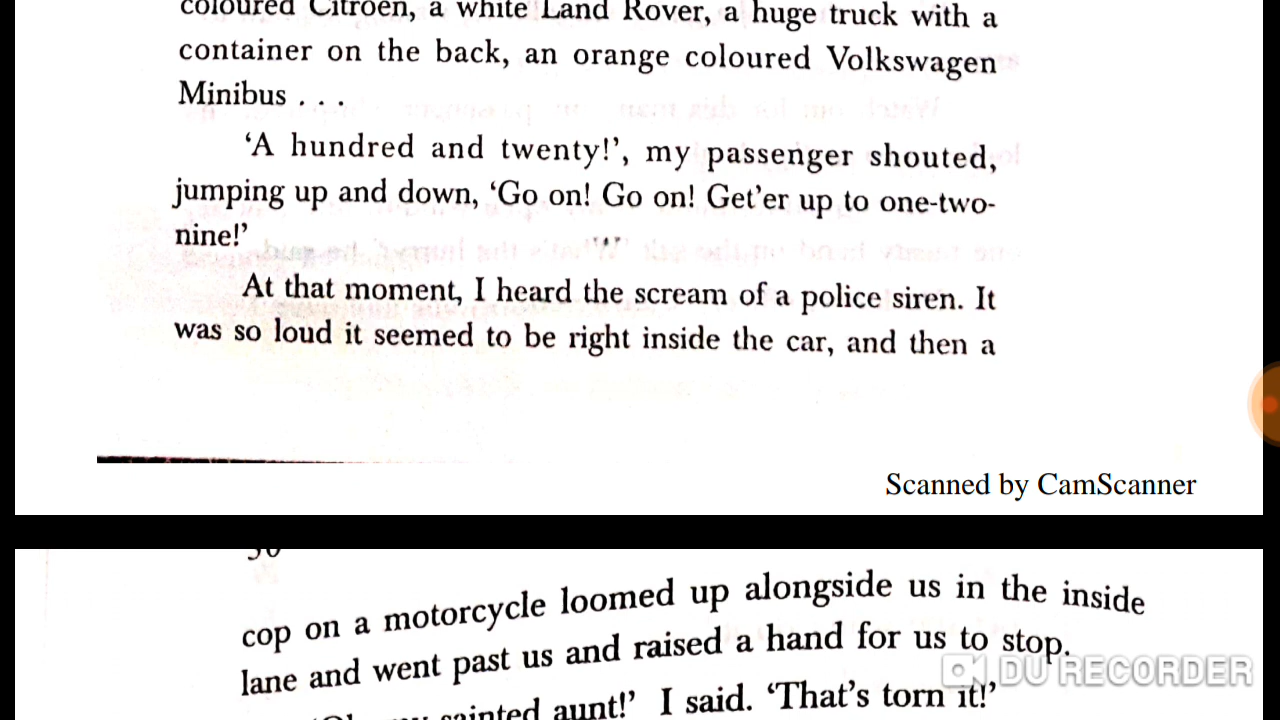 coloured Citroen, a white Land Rover, a huge truck with a
container on the back, an orange coloured Volkswagen
Minibus . . .
‘A hundred and twenty!’, my passenger shouted,
jumping up and down, ‘Go on! Go on! Get’er up to one-two-
nine!’
At that moment, I heard the scream of a police siren. It
was so loud it seemed to be right inside the car, and then a
Scanned by CamScanner
cop on a motorcycle loomed up alongside us in the inside
lane and went past us and raised a hand for us to stop.
sainted aunt!’ I said. ‘That’s torn it!’
DU RECORDER